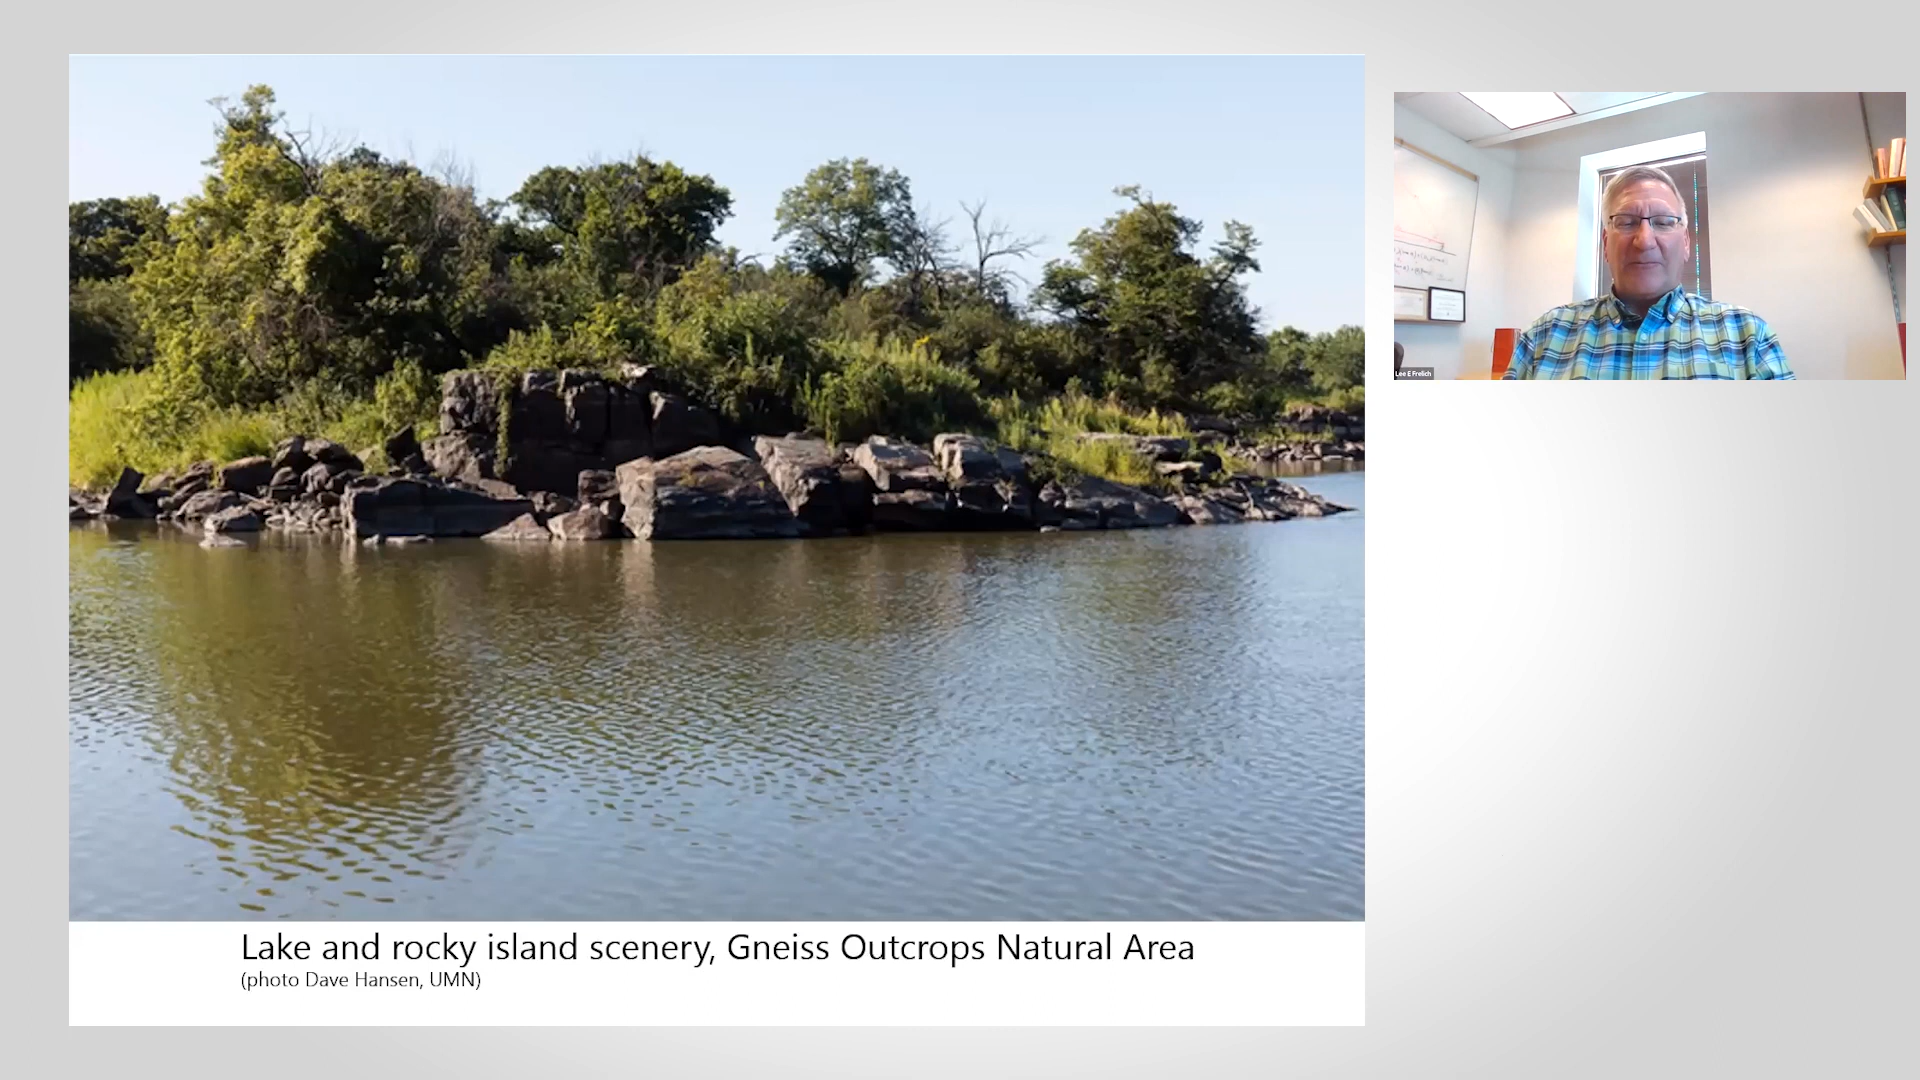 Lake and rocky island scenery, Gneiss Outcrops Natural Area
(photo Dave Hansen, UMN)
Lee E Frelich